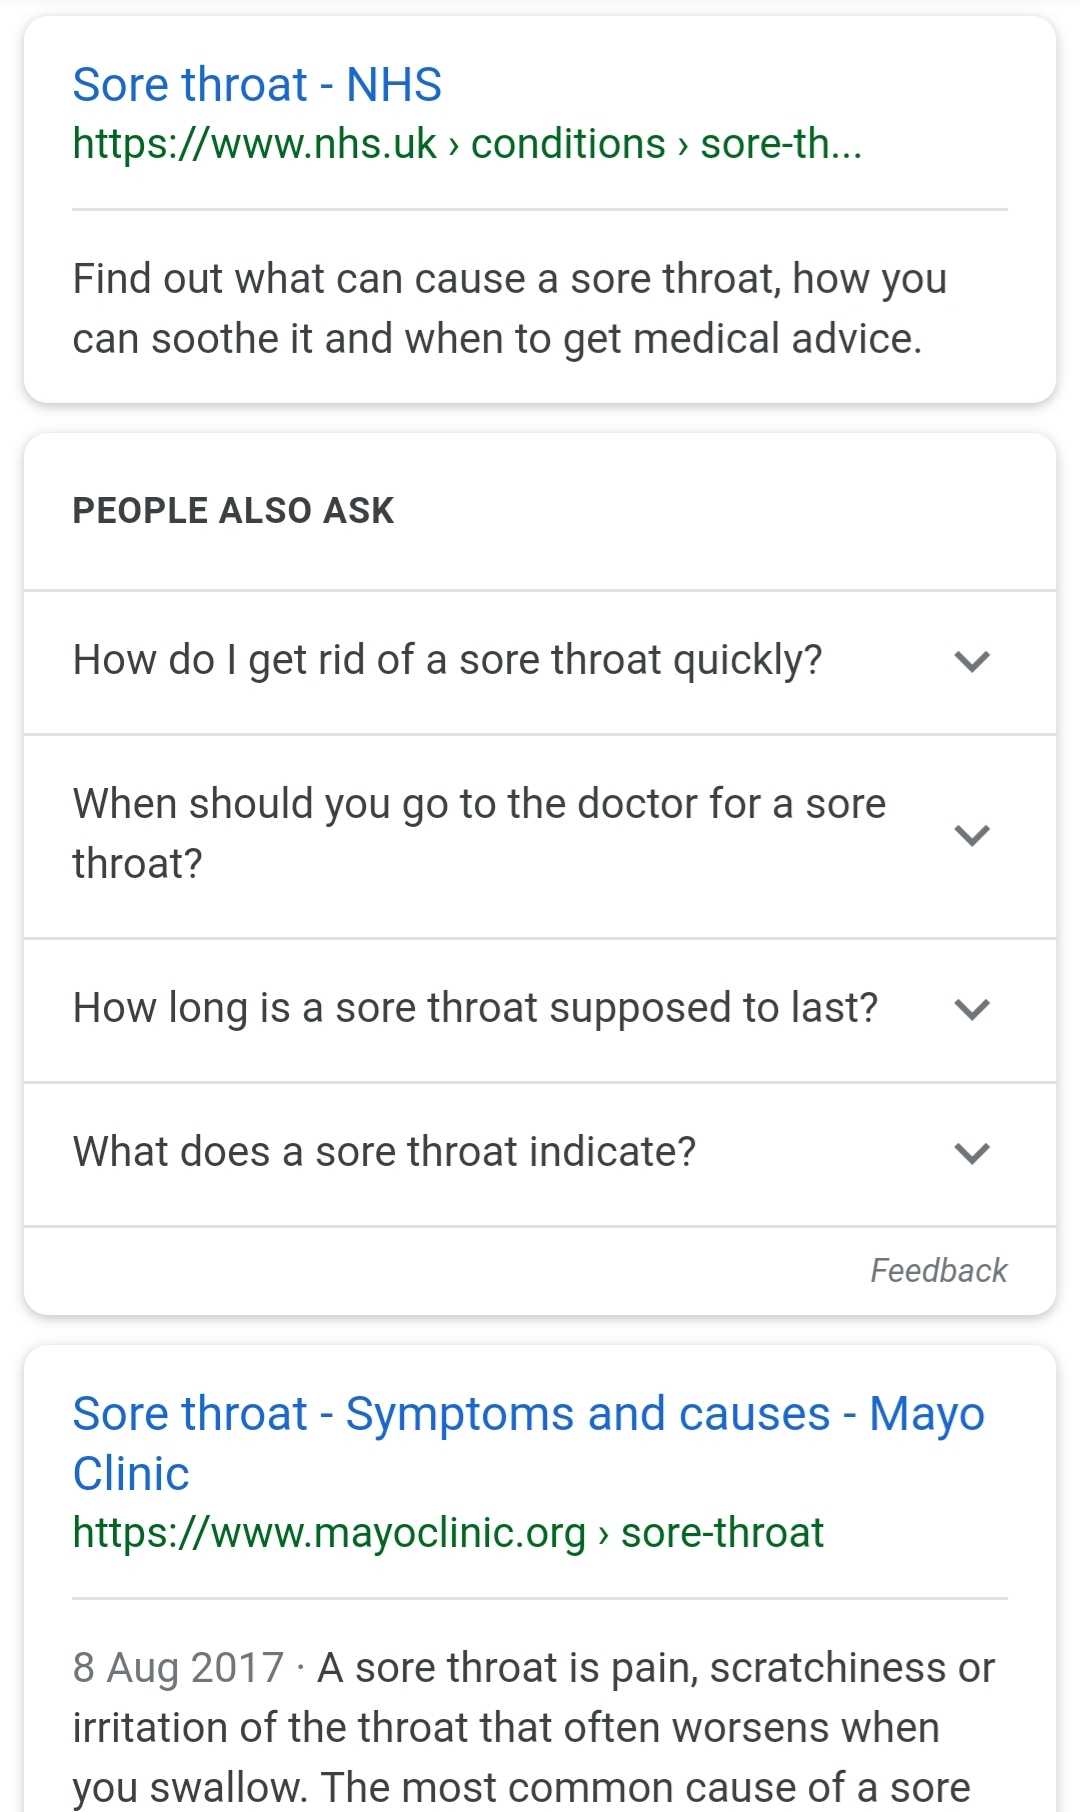 Sore throat - NHS
https://www.nhs.uk › conditions › sore-th...
Find out what can cause a sore throat, how you
can soothe it and when to get medical advice.
PEOPLE ALSO ASK
How do I get rid of a sore throat quickly?
When should you go to the doctor for a sore
throat?
How long is a sore throat supposed to last?
What does a sore throat indicate?
Feedback
Sore throat - Symptoms and causes - Mayo
Clinic
https://www.mayoclinic.org › sore-throat
8 Aug 2017 · A sore throat is pain, scratchiness or
irritation of the throat that often worsens when
you swallow. The most common cause of a sore